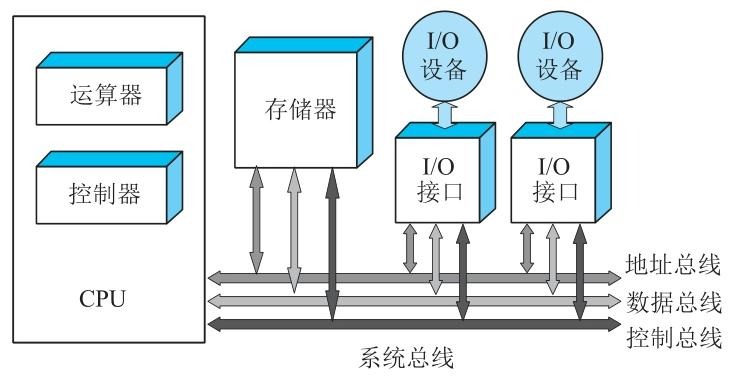 运算器
控制器
CPU
存储器
I/O
设备
I/O
设备
I/O
接口
I/O
接口
地址总线
数据总线
控制总线
系统总线